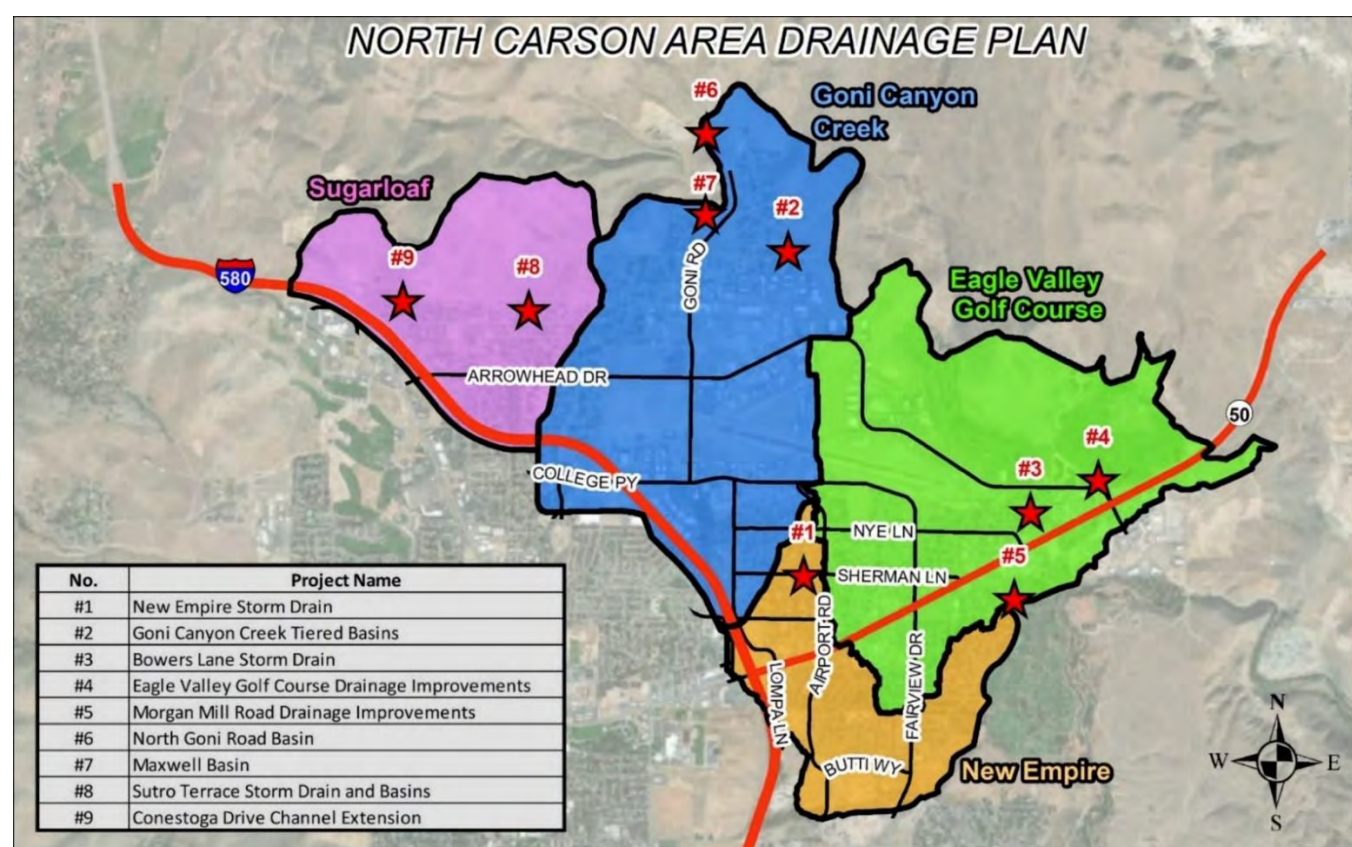 NORTH CARSON AREA DRAINAGE PLAN
#6
Goni Canyon
Creek
Sugarloaf
#7
#2
#9
#8
580
GONI RD
Eagle Valley
Golf Course
ARROWHEAD DR
50
#4
#3
COLLEGE PY
#1
NYE LN
#5
SHERMAN LN
AIRPORT RD
FAIRVIEW DR
LOMPA LN
BUTTI WY
New Empire
No. Project Name
#1 New Empire Storm Drain
#2 Goni Canyon Creek Tiered Basins
#3 Bowers Lane Storm Drain
#4 Eagle Valley Golf Course Drainage Improvements
#5 Morgan Mill Road Drainage Improvements
#6 North Goni Road Basin
#7 Maxwell Basin
#8 Sutro Terrace Storm Drain and Basins
#9 Conestoga Drive Channel Extension
N
W E
S